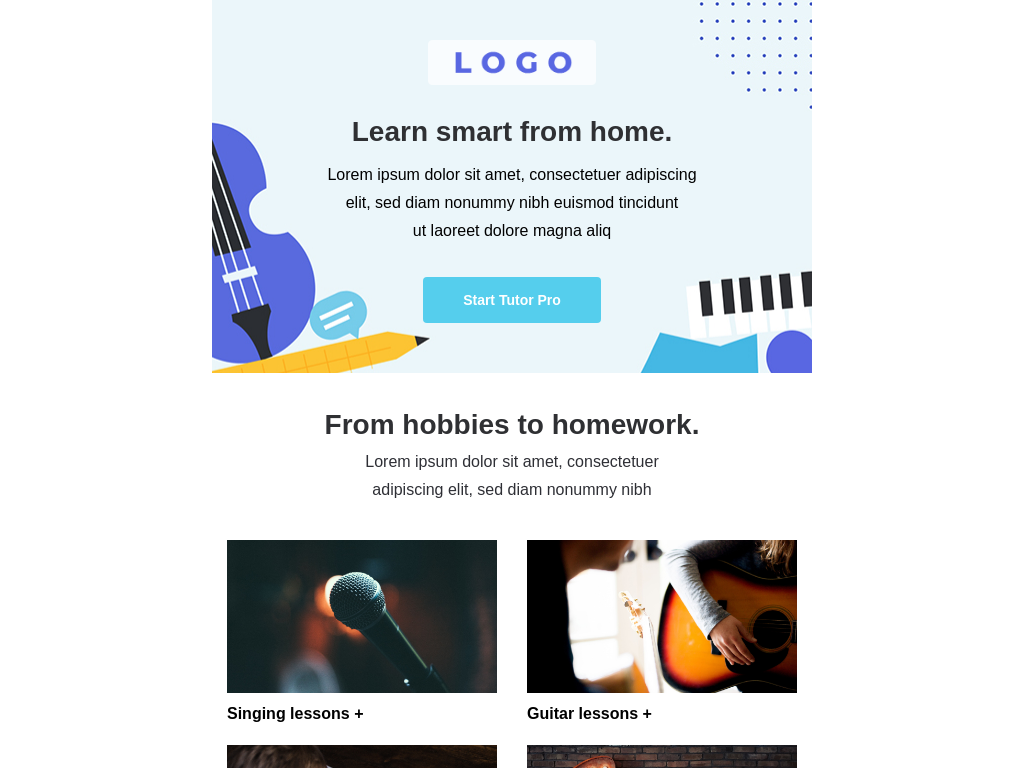 LOGO
Learn smart from home.
Lorem ipsum dolor sit amet, consectetuer adipiscing
elit, sed diam nonummy nibh euismod tincidunt
ut laoreet dolore magna aliq
Start Tutor Pro
From hobbies to homework.
Lorem ipsum dolor sit amet, consectetuer
adipiscing elit, sed diam nonummy nibh
Singing lessons +
Guitar lessons +